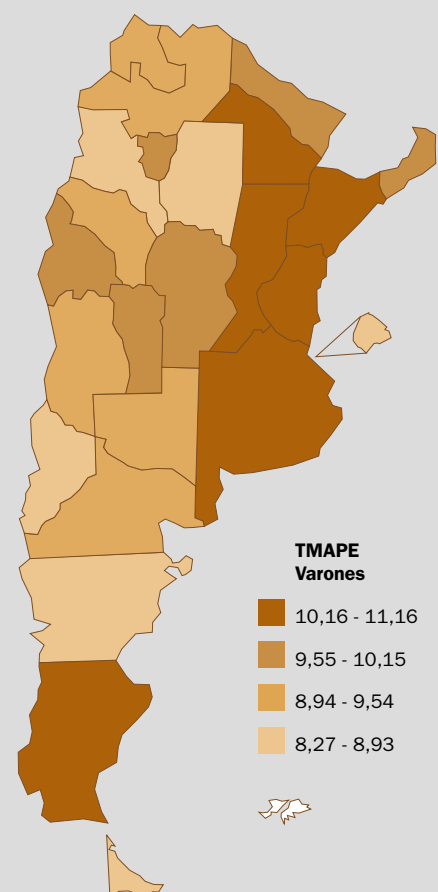 TMAPE
Varones
10,16 - 11,16
9,55 - 10,15
8,94 - 9,54
8,27 - 8,93